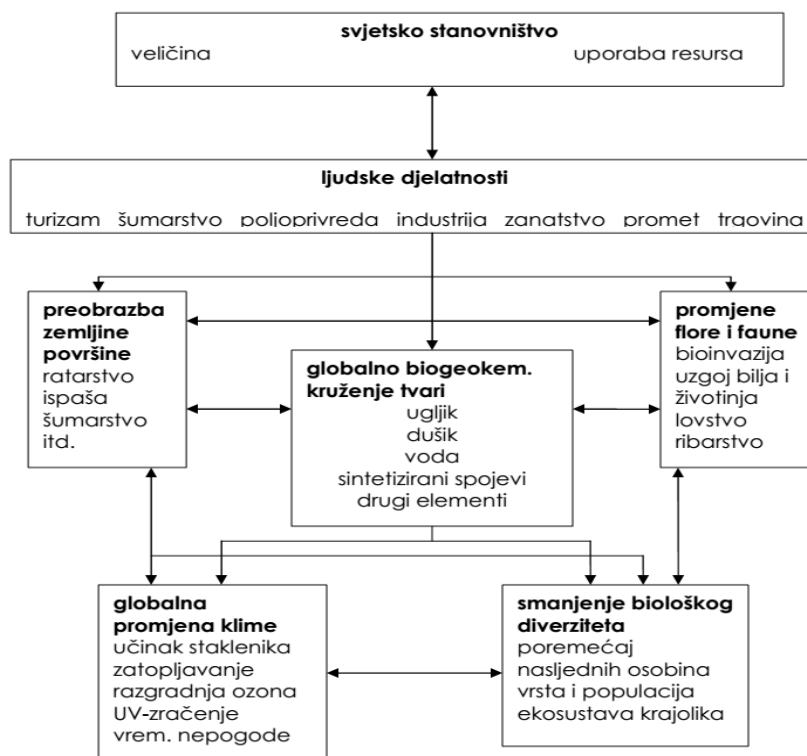 svjetsko stanovništvo
veličina uporaba resursa
ljudske djelatnosti
turizam šumarstvo poljoprivreda industrija zanatstvo promet trgovina
preobrazba
zemljine
površine
ratarstvo
ispaša
šumarstvo
itd.
globalno biogeokem.
kruženje tvari
ugljik
dušik
voda
sintetizirani spojevi
drugi elementi
promjene
flore i faune
bioinvazija
uzgoj bilja i
životinja
lovstvo
ribarstvo
globalna
promjena klime
učinak staklenika
zatopljavanje
razgradnja ozona
UV-zračenje
vrem. nepogode
smanjenje biološkog
diverziteta
poremećaj
nasljednih osobina
vrsta i populacija
ekosustava krajolika